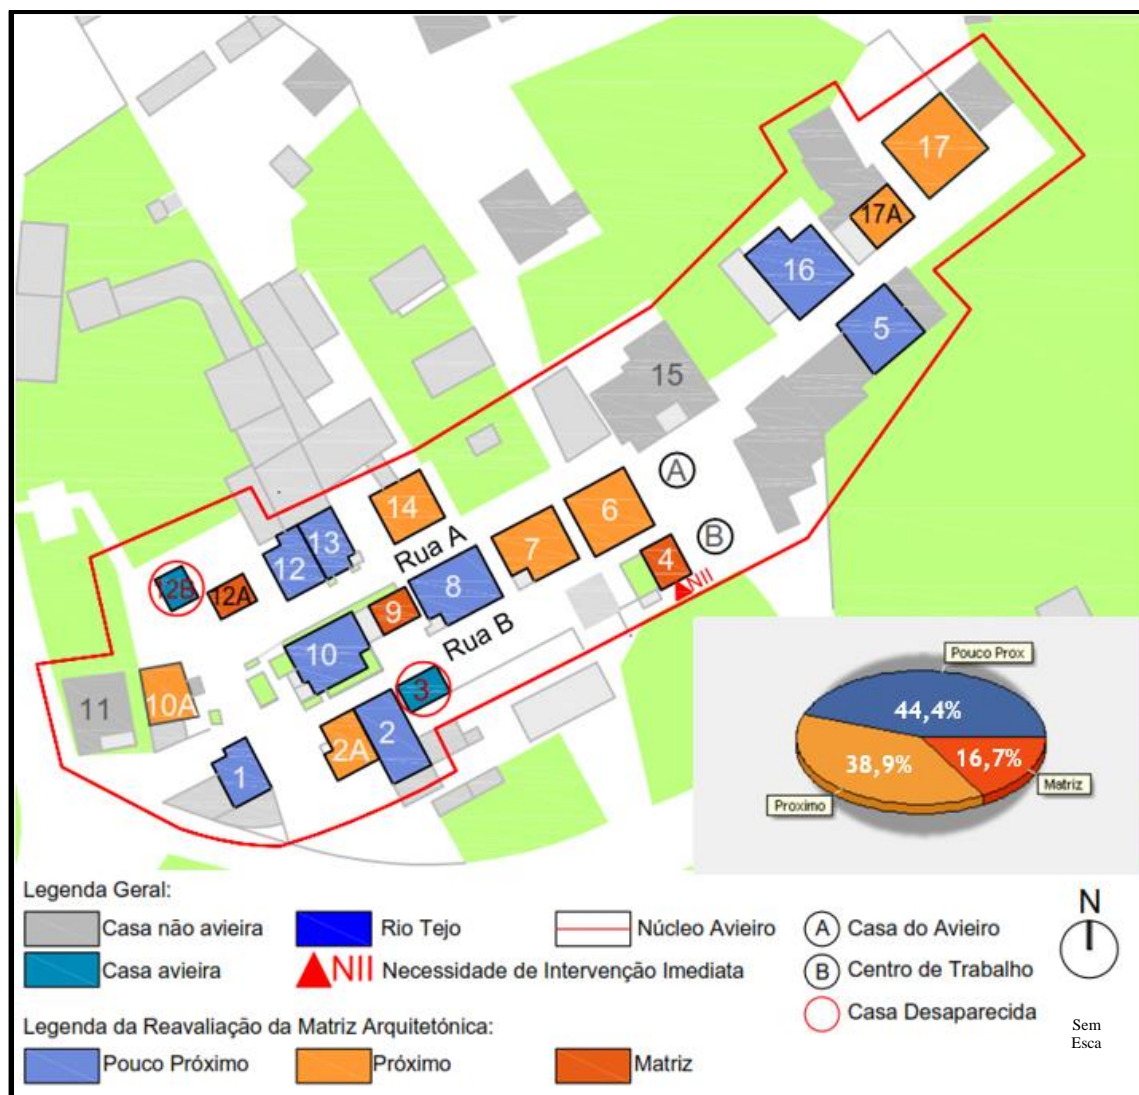 17
17A
16
5
15
A
14
6
Rua A
7
B
13
12
4
NII
8
12B
12A
9
Rua B
10
3
11
10A
2
2A
1
Pouco Prox
44,4%
38,9%
16,7%
Matriz
Proximo
Legenda Geral:
Casa não avieira
Rio Tejo
Núcleo Avieiro
A Casa do Avieiro
N
Casa avieira
NII Necessidade de Intervenção Imediata
B Centro de Trabalho
Casa Desaparecida
Legenda da Reavaliação da Matriz Arquitetónica:
Sem
Esca
Pouco Próximo
Próximo
Matriz